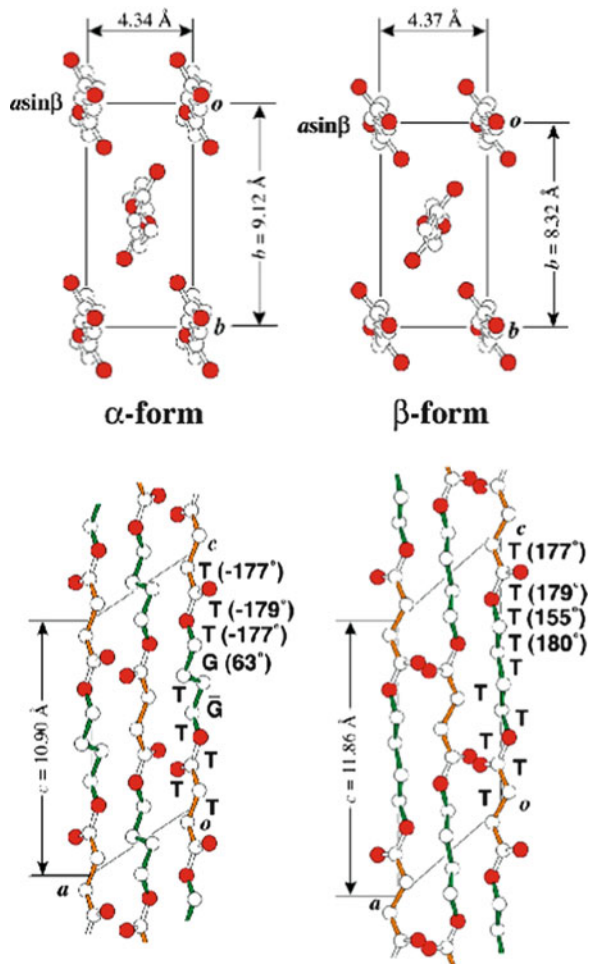 4.34 Å
4.37 Å
asinβ
o
asinβ
o
b = 9.12 Å
b = 8.32 Å
b
b
α-form
β-form
c
T (-177°)
T (-179°)
T (-177°)
G (63°)
T
G̅
T
T
T
T
T
o
c = 10.90 Å
a
c
T (177°)
T (179°)
T (155°)
T (180°)
T
T
T
T
T
o
c = 11.86 Å
a